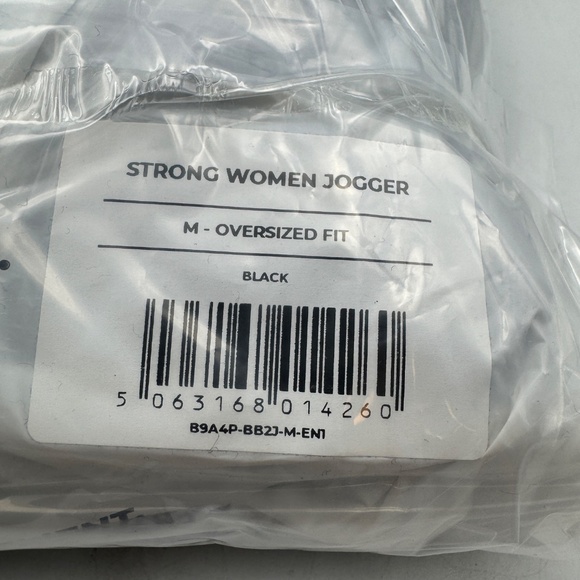 STRONG WOMEN JOGGER
M - OVERSIZED FIT
BLACK
5 063168 014260
B9A4P-BB2J-M-EN1